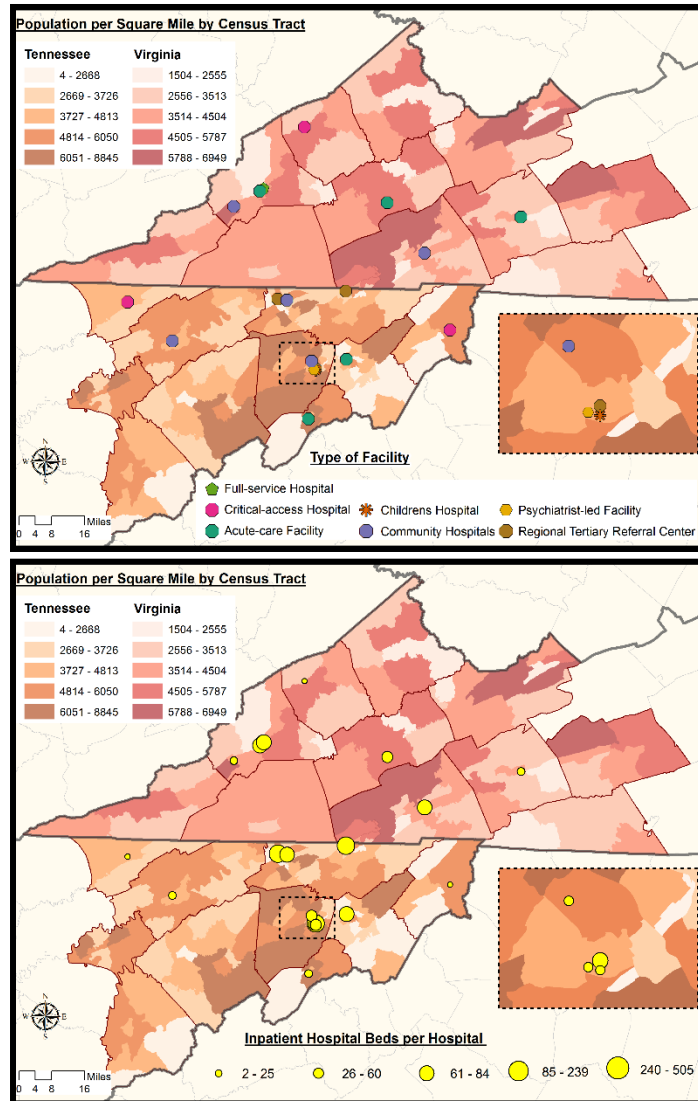 Population per Square Mile by Census Tract
Tennessee Virginia
4 - 2668 1504 - 2555
2669 - 3726 2556 - 3513
3727 - 4813 3514 - 4504
4814 - 6050 4505 - 5787
6051 - 8845 5788 - 6949
N
W E
S
Type of Facility
Full-service Hospital
Critical-access Hospital Childrens Hospital Psychiatrist-led Facility
Acute-care Facility Community Hospitals Regional Tertiary Referral Center
Miles
0 4 8 16
Population per Square Mile by Census Tract
Tennessee Virginia
4 - 2668 1504 - 2555
2669 - 3726 2556 - 3513
3727 - 4813 3514 - 4504
4814 - 6050 4505 - 5787
6051 - 8845 5788 - 6949
N
W E
S
Inpatient Hospital Beds per Hospital
2 - 25 26 - 60 61 - 84 85 - 239 240 - 505
Miles
0 4 8 16